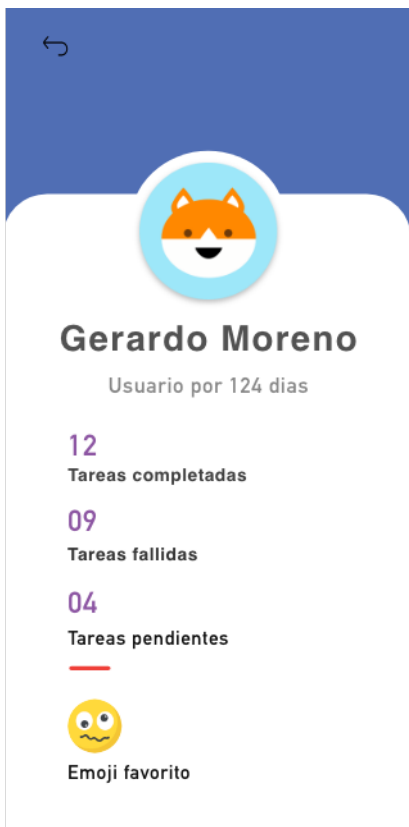 Gerardo Moreno
Usuario por 124 dias
12
Tareas completadas
09
Tareas fallidas
04
Tareas pendientes
Emoji favorito